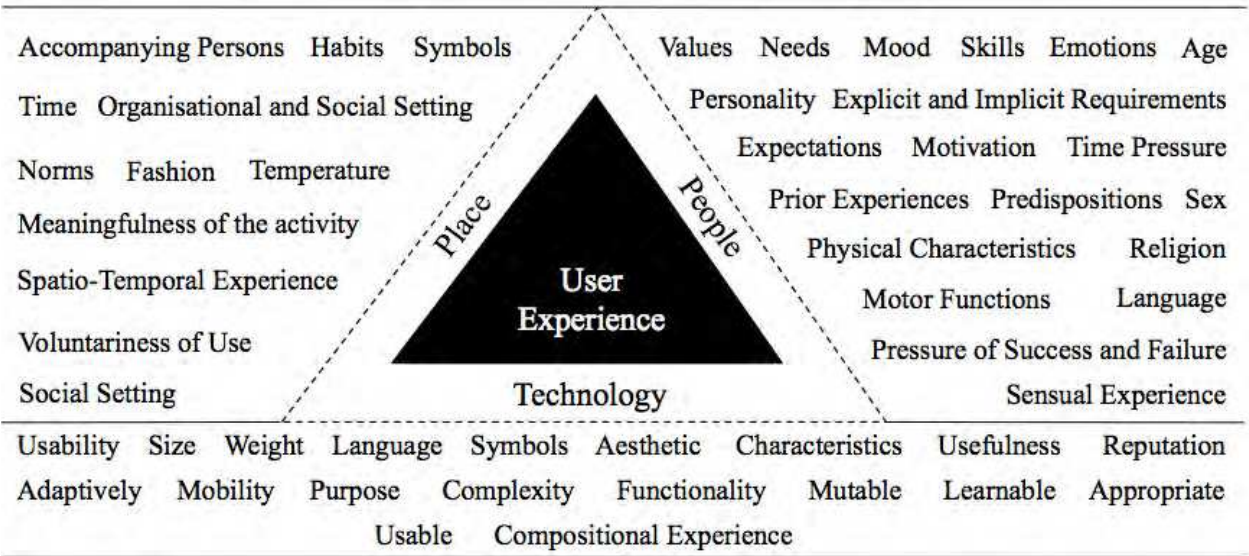 Accompanying Persons Habits Symbols
Time Organisational and Social Setting
Norms Fashion Temperature
Meaningfulness of the activity
Spatio-Temporal Experience
Voluntariness of Use
Social Setting
Place
User
Experience
People
Technology
Values Needs Mood Skills Emotions Age
Personality Explicit and Implicit Requirements
Expectations Motivation Time Pressure
Prior Experiences Predispositions Sex
Physical Characteristics Religion
Motor Functions Language
Pressure of Success and Failure
Sensual Experience
Usability Size Weight Language Symbols Aesthetic Characteristics Usefulness Reputation
Adaptively Mobility Purpose Complexity Functionality Mutable Learnable Appropriate
Usable Compositional Experience